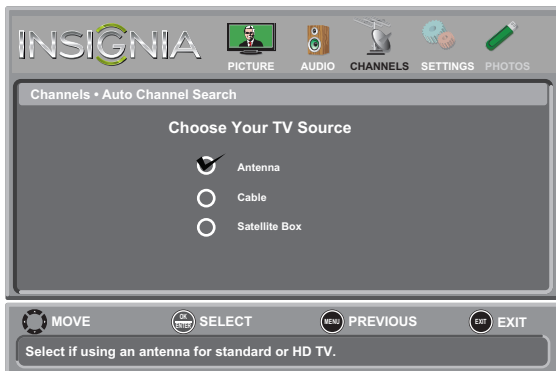 INSIGNIA
PICTURE AUDIO CHANNELS SETTINGS PHOTOS
Channels • Auto Channel Search
Choose Your TV Source
Antenna
Cable
Satellite Box
MOVE OK ENTER SELECT MENU PREVIOUS EXIT EXIT
Select if using an antenna for standard or HD TV.